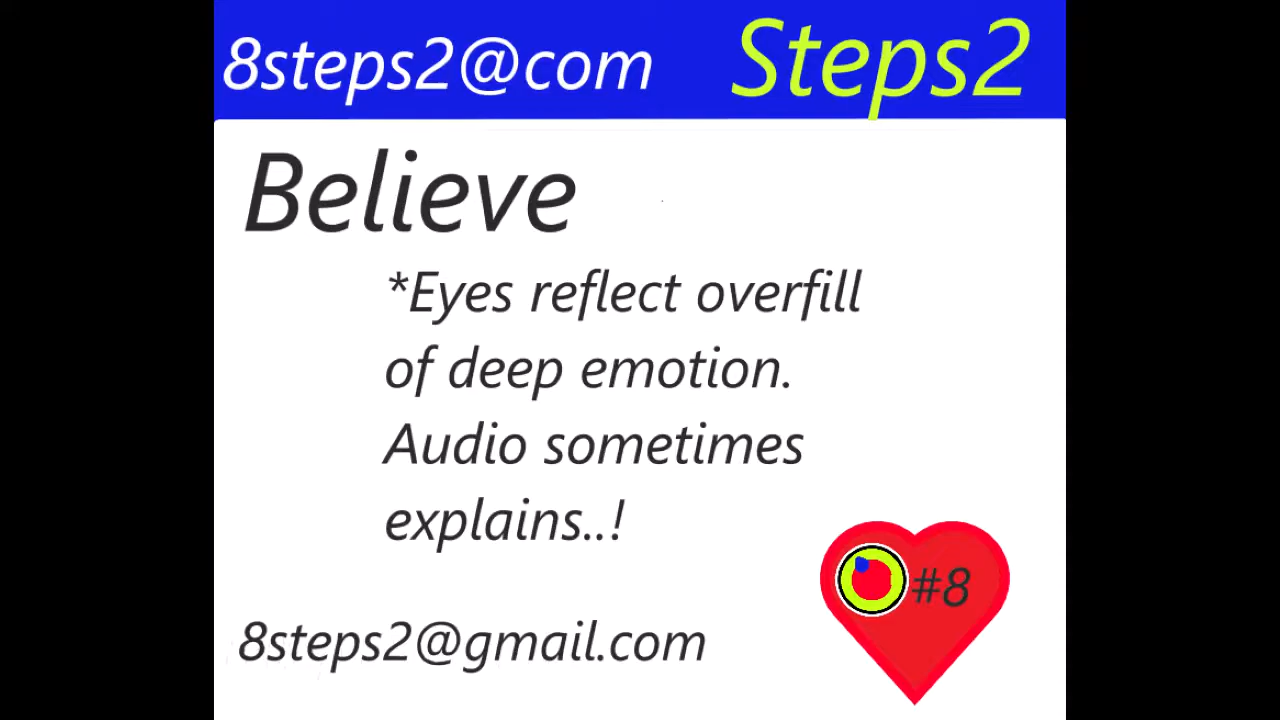 8steps2@com Steps2
Believe
*Eyes reflect overfill
of deep emotion.
Audio sometimes
explains..!
#8
8steps2@gmail.com